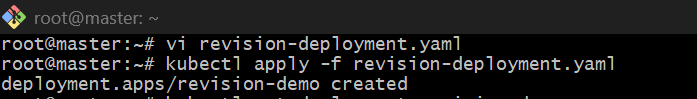 root@master: ~
root@master:~# vi revision-deployment.yaml
root@master:~# kubectl apply -f revision-deployment.yaml
deployment.apps/revision-demo created